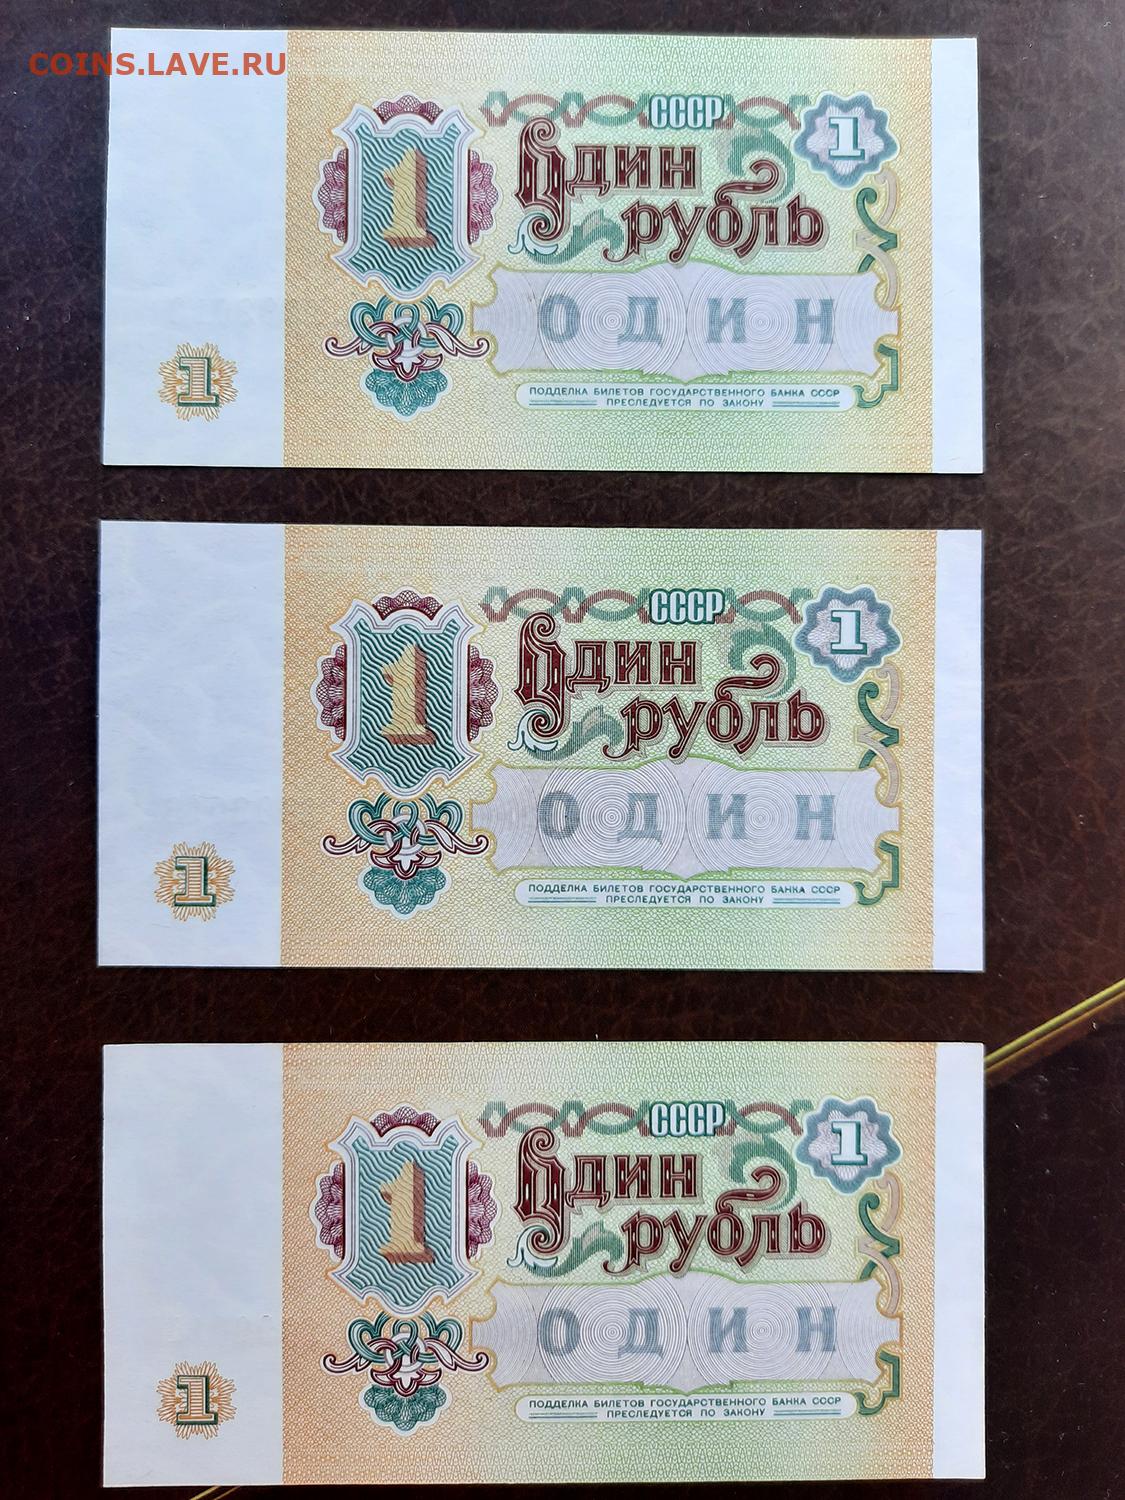 COINS.LAVE.RU
СССР
1
1
Один
рубль
ОДИН
1
ПОДДЕЛКА БИЛЕТОВ ГОСУДАРСТВЕННОГО БАНКА СССР
ПРЕСЛЕДУЕТСЯ ПО ЗАКОНУ
СССР
1
1
Один
рубль
ОДИН
1
ПОДДЕЛКА БИЛЕТОВ ГОСУДАРСТВЕННОГО БАНКА СССР
ПРЕСЛЕДУЕТСЯ ПО ЗАКОНУ
СССР
1
1
Один
рубль
ОДИН
1
ПОДДЕЛКА БИЛЕТОВ ГОСУДАРСТВЕННОГО БАНКА СССР
ПРЕСЛЕДУЕТСЯ ПО ЗАКОНУ